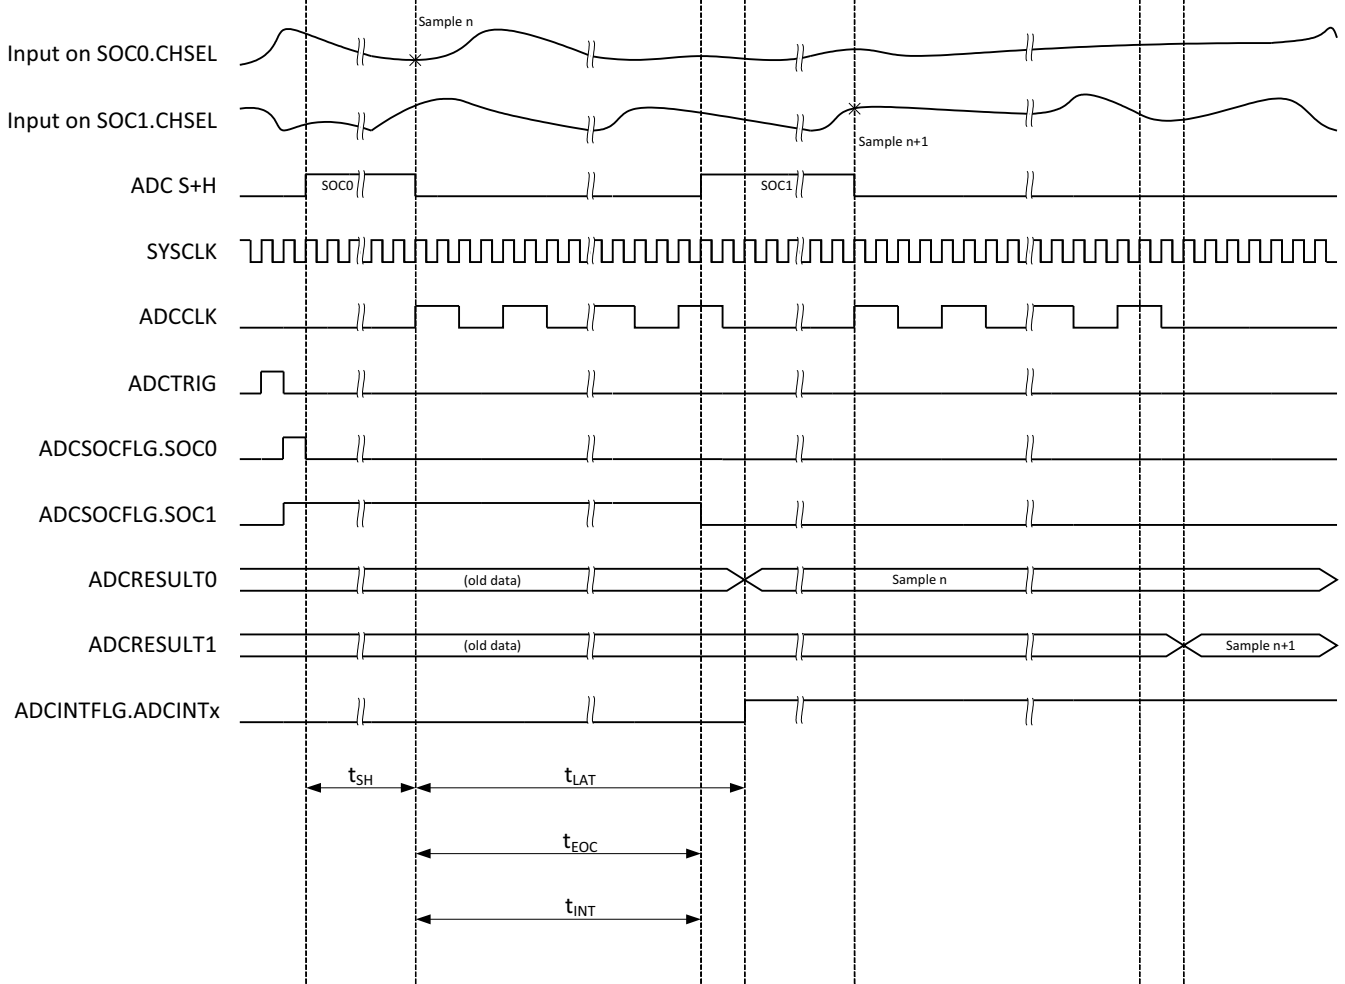 Sample n
Input on SOC0.CHSEL
Input on SOC1.CHSEL
Sample n+1
ADC S+H
SOC0
SOC1
SYSCLK
ADCCLK
ADCTRIG
ADCSOCFLG.SOC0
ADCSOCFLG.SOC1
ADCRESULT0
(old data)
Sample n
ADCRESULT1
(old data)
Sample n+1
ADCINTFLG.ADCINTx
tSH
tLAT
tEOC
tINT